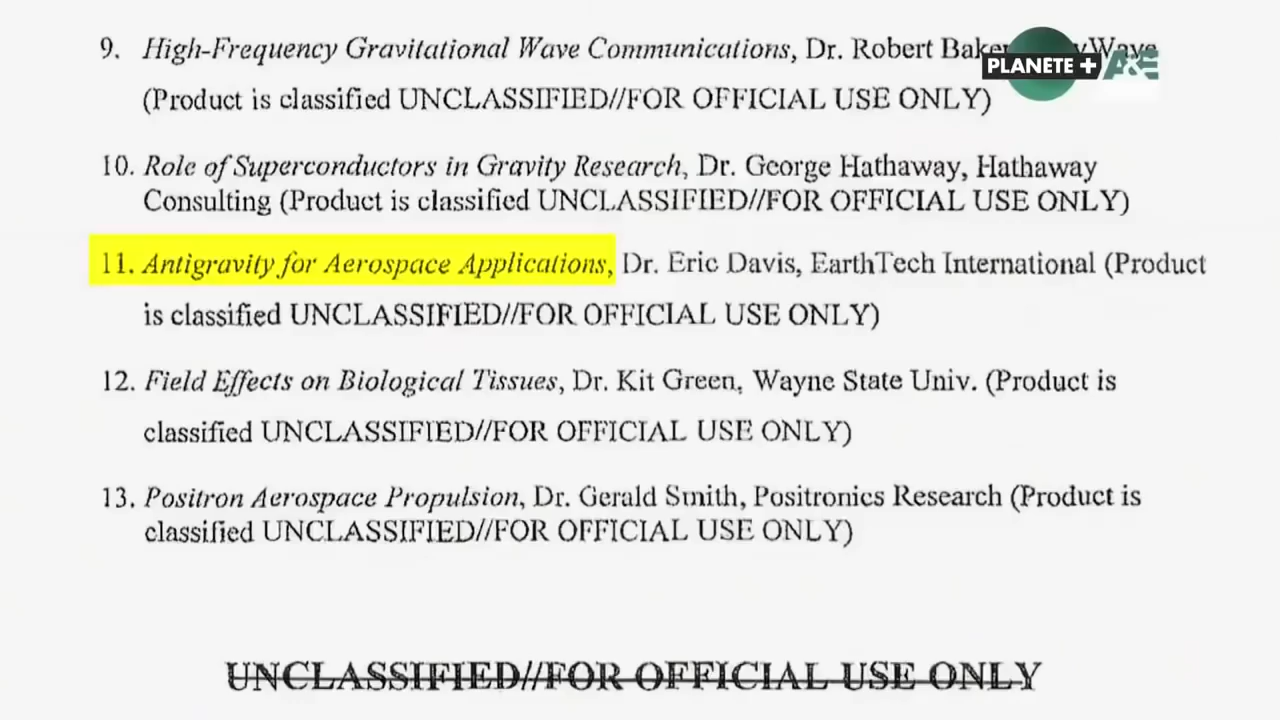 9. High-Frequency Gravitational Wave Communications, Dr. Robert Baker, Wave
(Product is classified UNCLASSIFIED//FOR OFFICIAL USE ONLY)
PLANETE +
A&E
10. Role of Superconductors in Gravity Research, Dr. George Hathaway, Hathaway
Consulting (Product is classified UNCLASSIFIED//FOR OFFICIAL USE ONLY)
11. Antigravity for Aerospace Applications, Dr. Eric Davis, EarthTech International (Product
is classified UNCLASSIFIED//FOR OFFICIAL USE ONLY)
12. Field Effects on Biological Tissues, Dr. Kit Green, Wayne State Univ. (Product is
classified UNCLASSIFIED//FOR OFFICIAL USE ONLY)
13. Positron Aerospace Propulsion, Dr. Gerald Smith, Positronics Research (Product is
classified UNCLASSIFIED//FOR OFFICIAL USE ONLY)
UNCLASSIFIED//FOR OFFICIAL USE ONLY